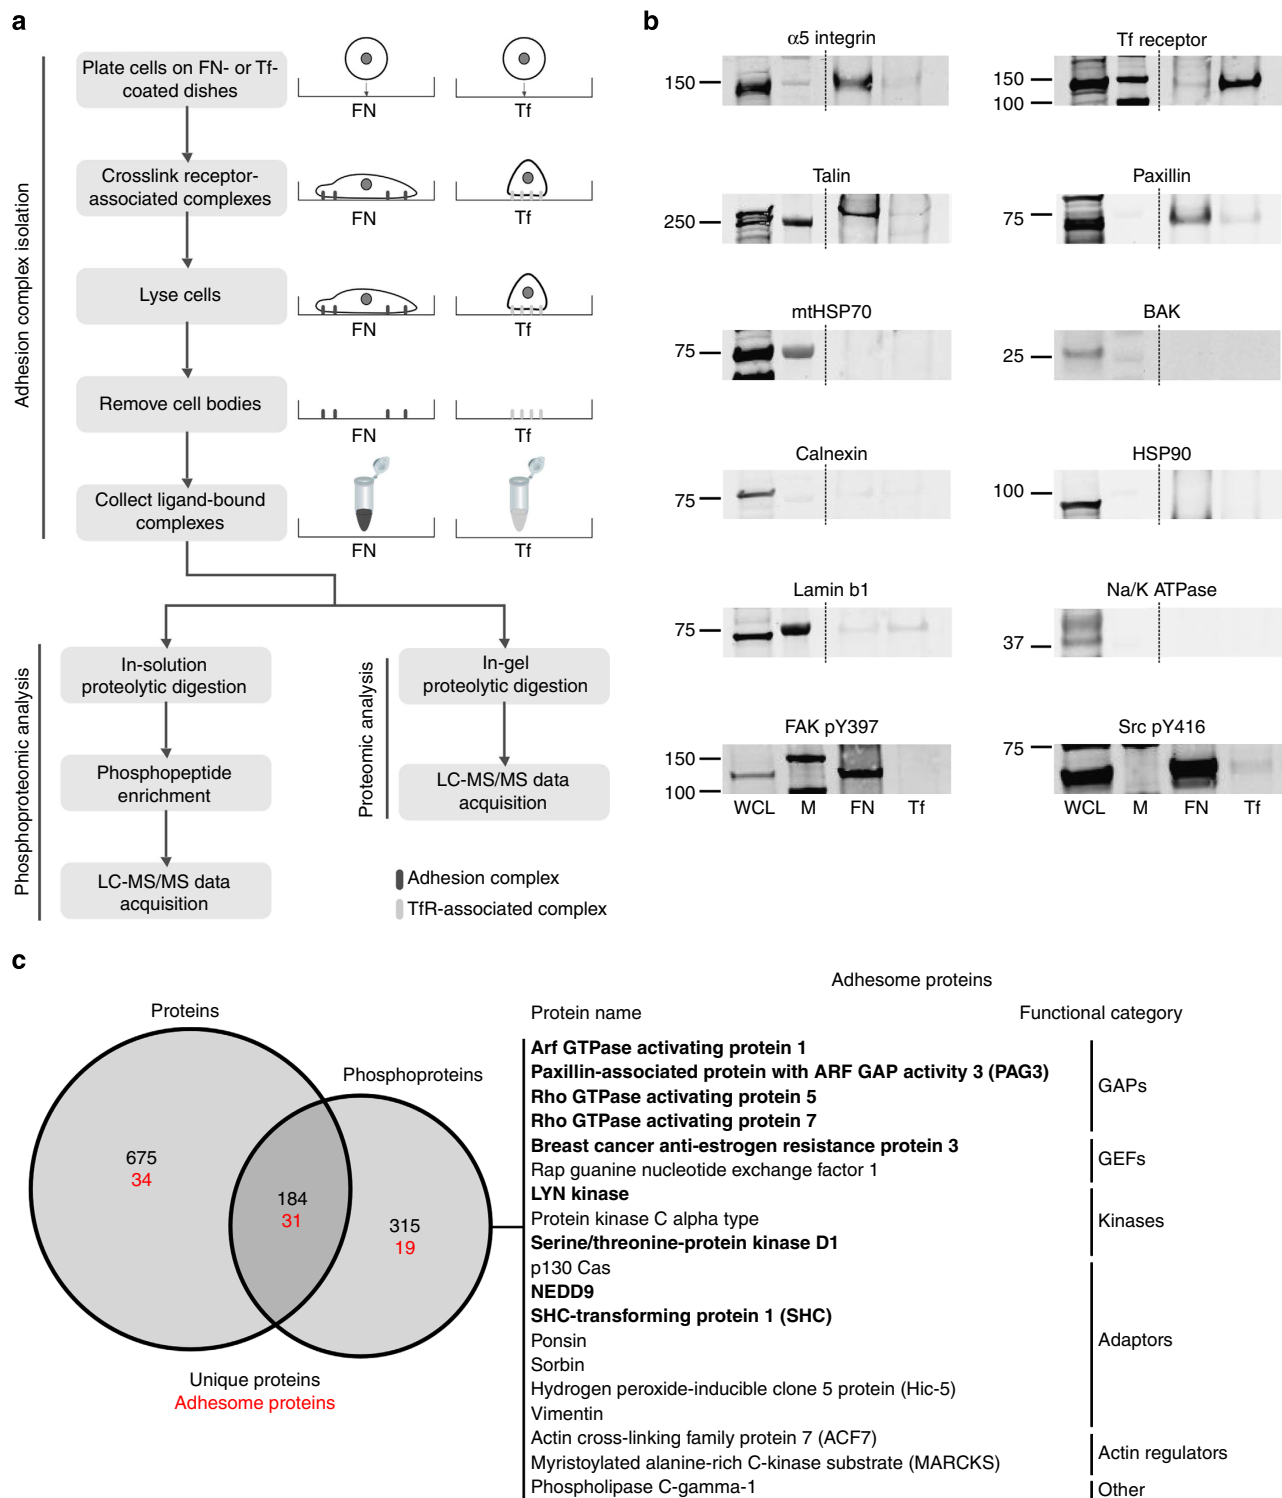 a
Adhesion complex isolation
Plate cells on FN- or Tf-
coated dishes
FN
Tf
Crosslink receptor-
associated complexes
FN
Tf
Lyse cells
FN
Tf
Remove cell bodies
FN
Tf
Collect ligand-bound
complexes
FN
Tf
Phosphoproteomic analysis
In-solution
proteolytic digestion
Phosphopeptide
enrichment
LC-MS/MS data
acquisition
Proteomic analysis
In-gel
proteolytic digestion
LC-MS/MS data
acquisition
Adhesion complex
TfR-associated complex
b
α5 integrin
150
Tf receptor
150
100
Talin
250
Paxillin
75
mtHSP70
75
BAK
25
Calnexin
75
HSP90
100
Lamin b1
75
Na/K ATPase
37
FAK pY397
150
100
WCL M FN Tf
Src pY416
75
WCL M FN Tf
c
Proteins
Phosphoproteins
675
34
184
31
315
19
Unique proteins
Adhesome proteins
Adhesome proteins
Protein name
Functional category
Arf GTPase activating protein 1
Paxillin-associated protein with ARF GAP activity 3 (PAG3)
Rho GTPase activating protein 5
Rho GTPase activating protein 7
GAPs
Breast cancer anti-estrogen resistance protein 3
Rap guanine nucleotide exchange factor 1
GEFs
LYN kinase
Protein kinase C alpha type
Serine/threonine-protein kinase D1
Kinases
p130 Cas
NEDD9
SHC-transforming protein 1 (SHC)
Ponsin
Sorbin
Hydrogen peroxide-inducible clone 5 protein (Hic-5)
Vimentin
Adaptors
Actin cross-linking family protein 7 (ACF7)
Myristoylated alanine-rich C-kinase substrate (MARCKS)
Actin regulators
Phospholipase C-gamma-1
Other